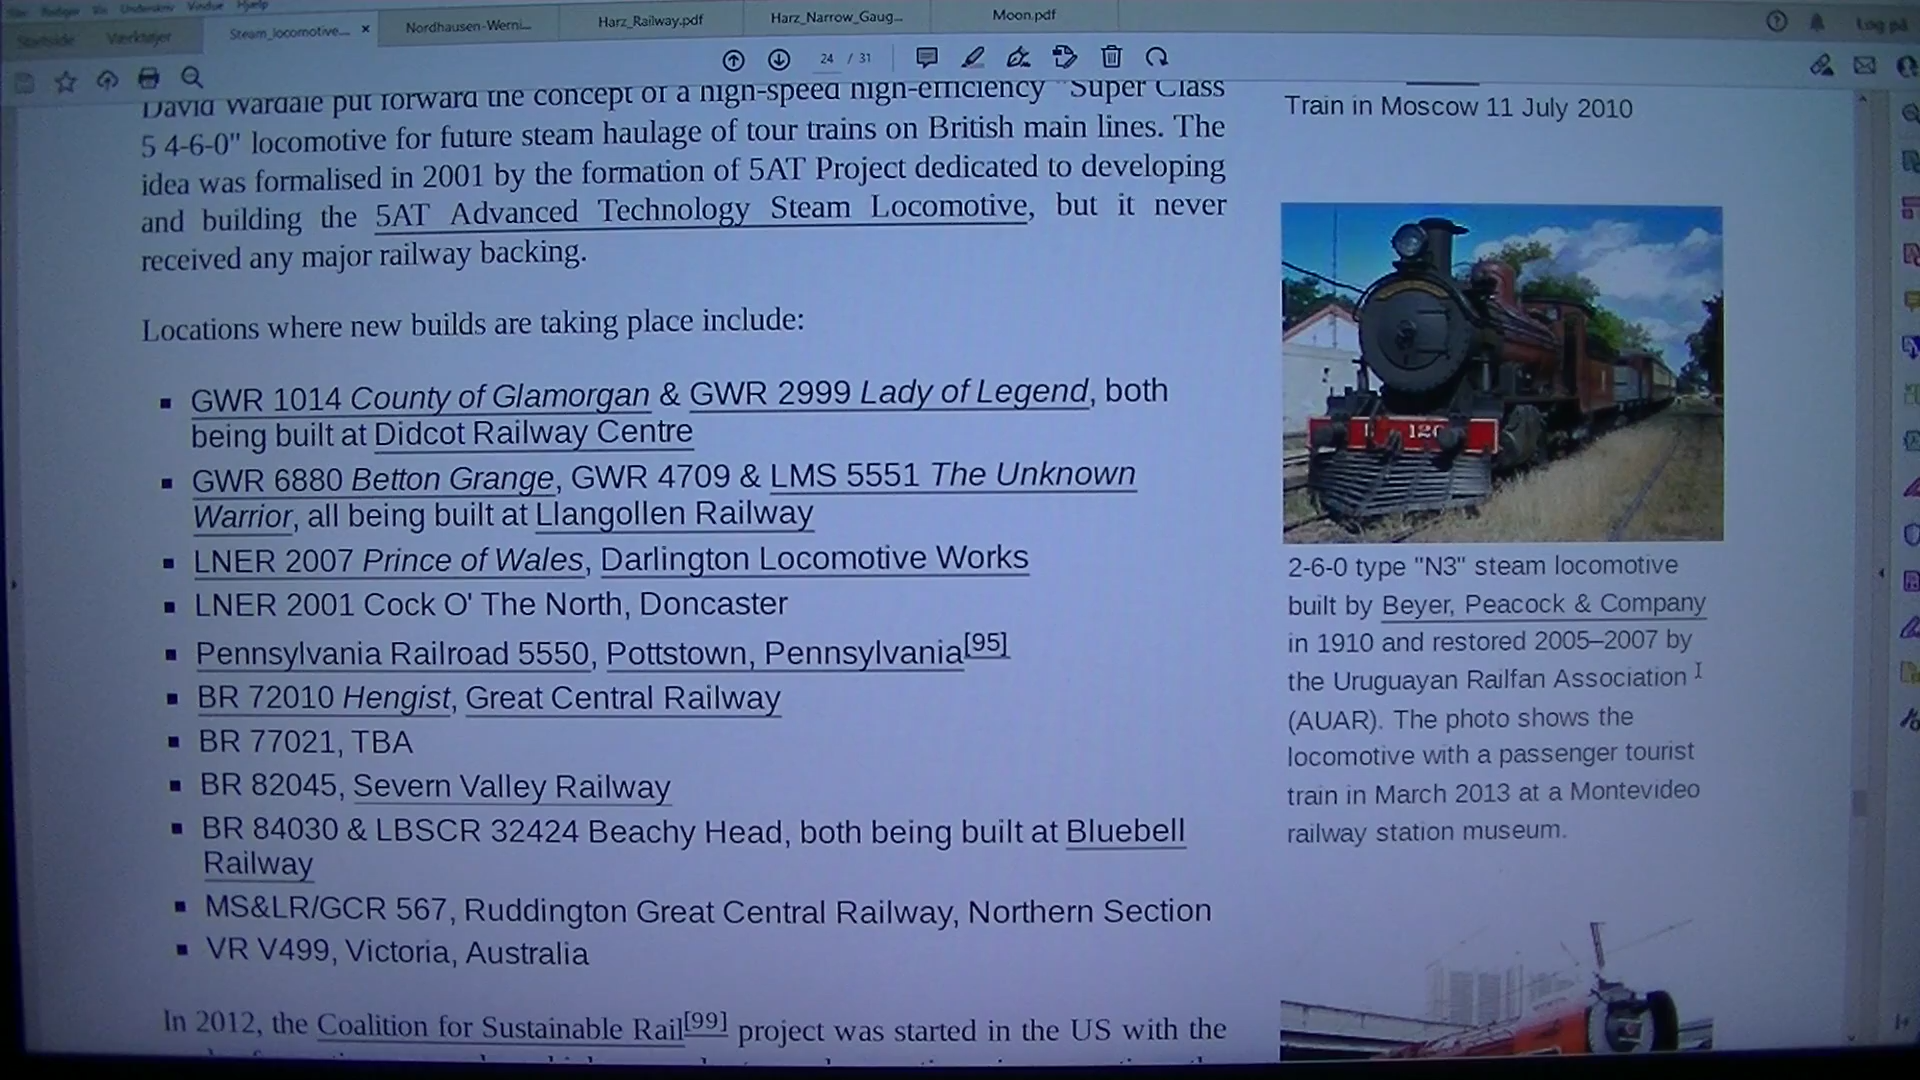 Vindue Hjælp
Startside Værktøjer Steam_locomotive... × Nordhausen-Werni... Harz_Railway.pdf Harz_Narrow_Gaug... Moon.pdf Log på
24 / 31
David Wardale put forward the concept of a high-speed high-efficiency "Super Class
5 4-6-0" locomotive for future steam haulage of tour trains on British main lines. The
idea was formalised in 2001 by the formation of 5AT Project dedicated to developing
and building the 5AT Advanced Technology Steam Locomotive, but it never
received any major railway backing.
Locations where new builds are taking place include:
▪ GWR 1014 County of Glamorgan & GWR 2999 Lady of Legend, both
being built at Didcot Railway Centre
▪ GWR 6880 Betton Grange, GWR 4709 & LMS 5551 The Unknown
Warrior, all being built at Llangollen Railway
▪ LNER 2007 Prince of Wales, Darlington Locomotive Works
▪ LNER 2001 Cock O' The North, Doncaster
▪ Pennsylvania Railroad 5550, Pottstown, Pennsylvania[95]
▪ BR 72010 Hengist, Great Central Railway
▪ BR 77021, TBA
▪ BR 82045, Severn Valley Railway
▪ BR 84030 & LBSCR 32424 Beachy Head, both being built at Bluebell
Railway
▪ MS&LR/GCR 567, Ruddington Great Central Railway, Northern Section
▪ VR V499, Victoria, Australia
In 2012, the Coalition for Sustainable Rail[99] project was started in the US with the
Train in Moscow 11 July 2010
2-6-0 type "N3" steam locomotive
built by Beyer, Peacock & Company
in 1910 and restored 2005–2007 by
the Uruguayan Railfan Association
(AUAR). The photo shows the
locomotive with a passenger tourist
train in March 2013 at a Montevideo
railway station museum.